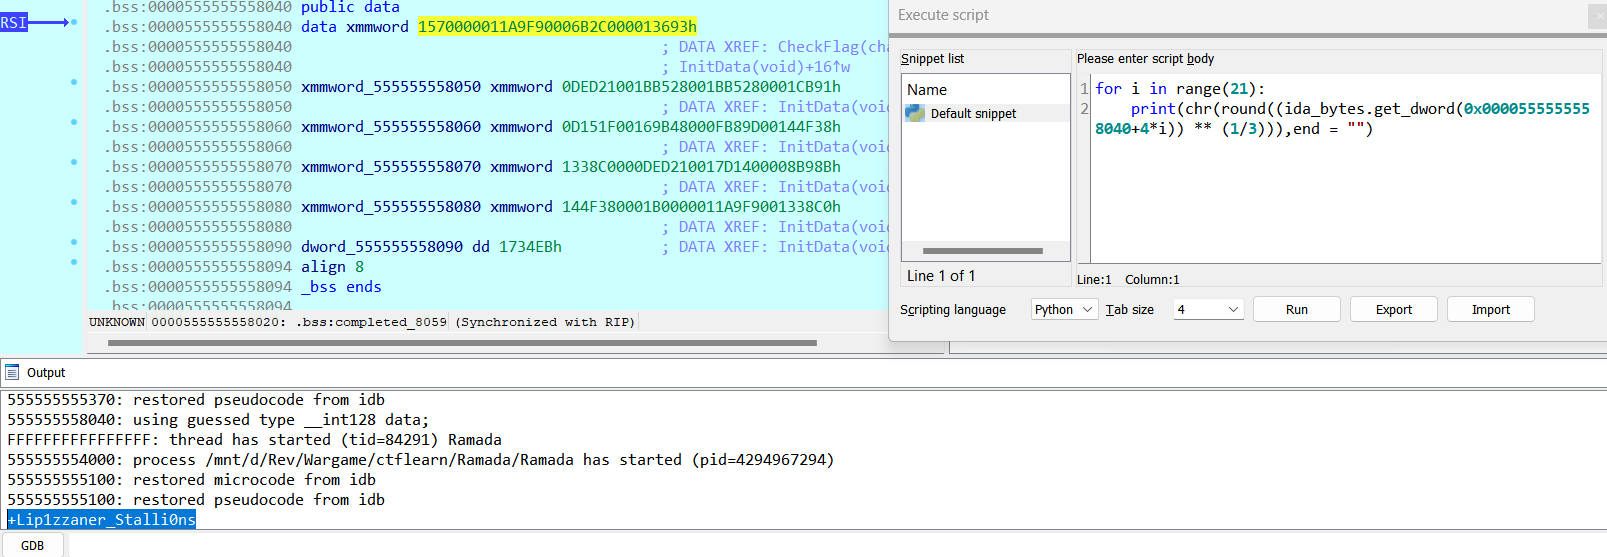 RSI
.bss:0000555555558040 public data
.bss:0000555555558040 data xmmword 1570000011A9F90006B2C000013693h
.bss:0000555555558040 ; DATA XREF: CheckFlag(cha
.bss:0000555555558040 ; InitData(void)+16↑w
.bss:0000555555558050 xmmword_555555558050 xmmword 0DED21001BB528001BB5280001CB91h
.bss:0000555555558050 ; DATA XREF: InitData(voi
.bss:0000555555558060 xmmword_555555558060 xmmword 0D151F00169B48000FB89D00144F38h
.bss:0000555555558060 ; DATA XREF: InitData(voi
.bss:0000555555558070 xmmword_555555558070 xmmword 1338C0000DED210017D1400008B98Bh
.bss:0000555555558070 ; DATA XREF: InitData(voi
.bss:0000555555558080 xmmword_555555558080 xmmword 144F380001B0000011A9F9001338C0h
.bss:0000555555558080 ; DATA XREF: InitData(voi
.bss:0000555555558090 dword_555555558090 dd 1734EBh ; DATA XREF: InitData(voi
.bss:0000555555558094 align 8
.bss:0000555555558094 _bss ends
.bss:0000555555558094
UNKNOWN 0000555555558020: .bss:completed_8059 (Synchronized with RIP)
Execute script
Snippet list
Name
Default snippet
Line 1 of 1
Please enter script body
1 for i in range(21):
2 print(chr(round((ida_bytes.get_dword(0x000055555555
8040+4*i)) ** (1/3))),end = "")
Line:1 Column:1
Scripting language Python Tab size 4 Run Export Import
Output
555555555370: restored pseudocode from idb
555555558040: using guessed type __int128 data;
FFFFFFFFFFFFFFFF: thread has started (tid=84291) Ramada
555555554000: process /mnt/d/Rev/Wargame/ctflearn/Ramada/Ramada has started (pid=4294967294)
555555555100: restored microcode from idb
555555555100: restored pseudocode from idb
+Lip1zzaner_Stalli0ns
GDB